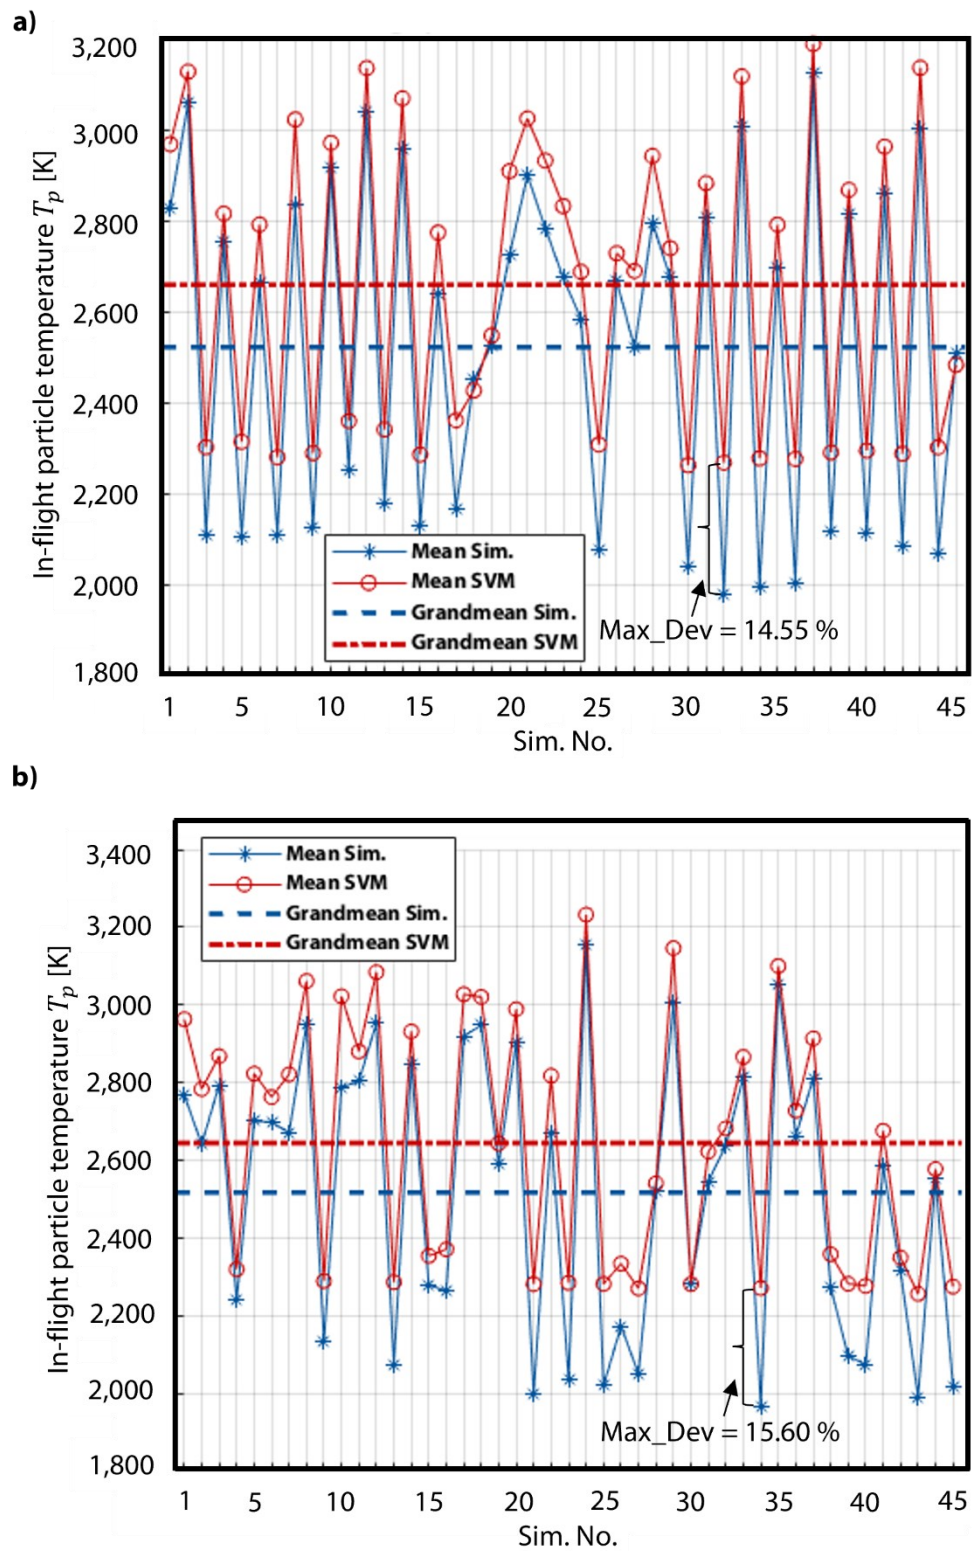 a)
3,200
3,000
2,800
2,600
2,400
2,200
2,000
1,800
In-flight particle temperature Tp [K]
Mean Sim.
Mean SVM
Grandmean Sim.
Grandmean SVM
Max_Dev = 14.55 %
1 5 10 15 20 25 30 35 40 45
Sim. No.
b)
3,400
3,200
3,000
2,800
2,600
2,400
2,200
2,000
1,800
In-flight particle temperature Tp [K]
Mean Sim.
Mean SVM
Grandmean Sim.
Grandmean SVM
Max_Dev = 15.60 %
1 5 10 15 20 25 30 35 40 45
Sim. No.